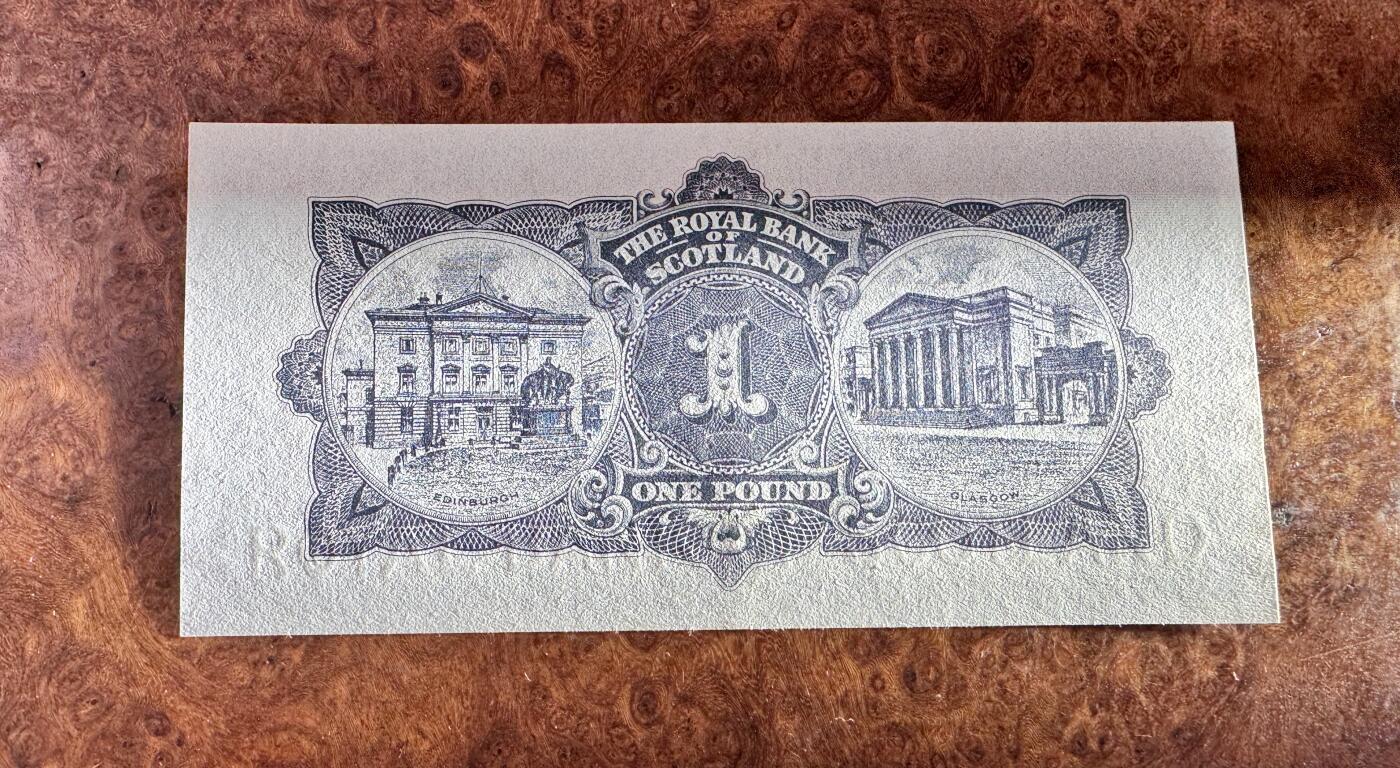 THE ROYAL BANK
OF
SCOTLAND
1
EDINBURGH
GLASGOW
ONE POUND